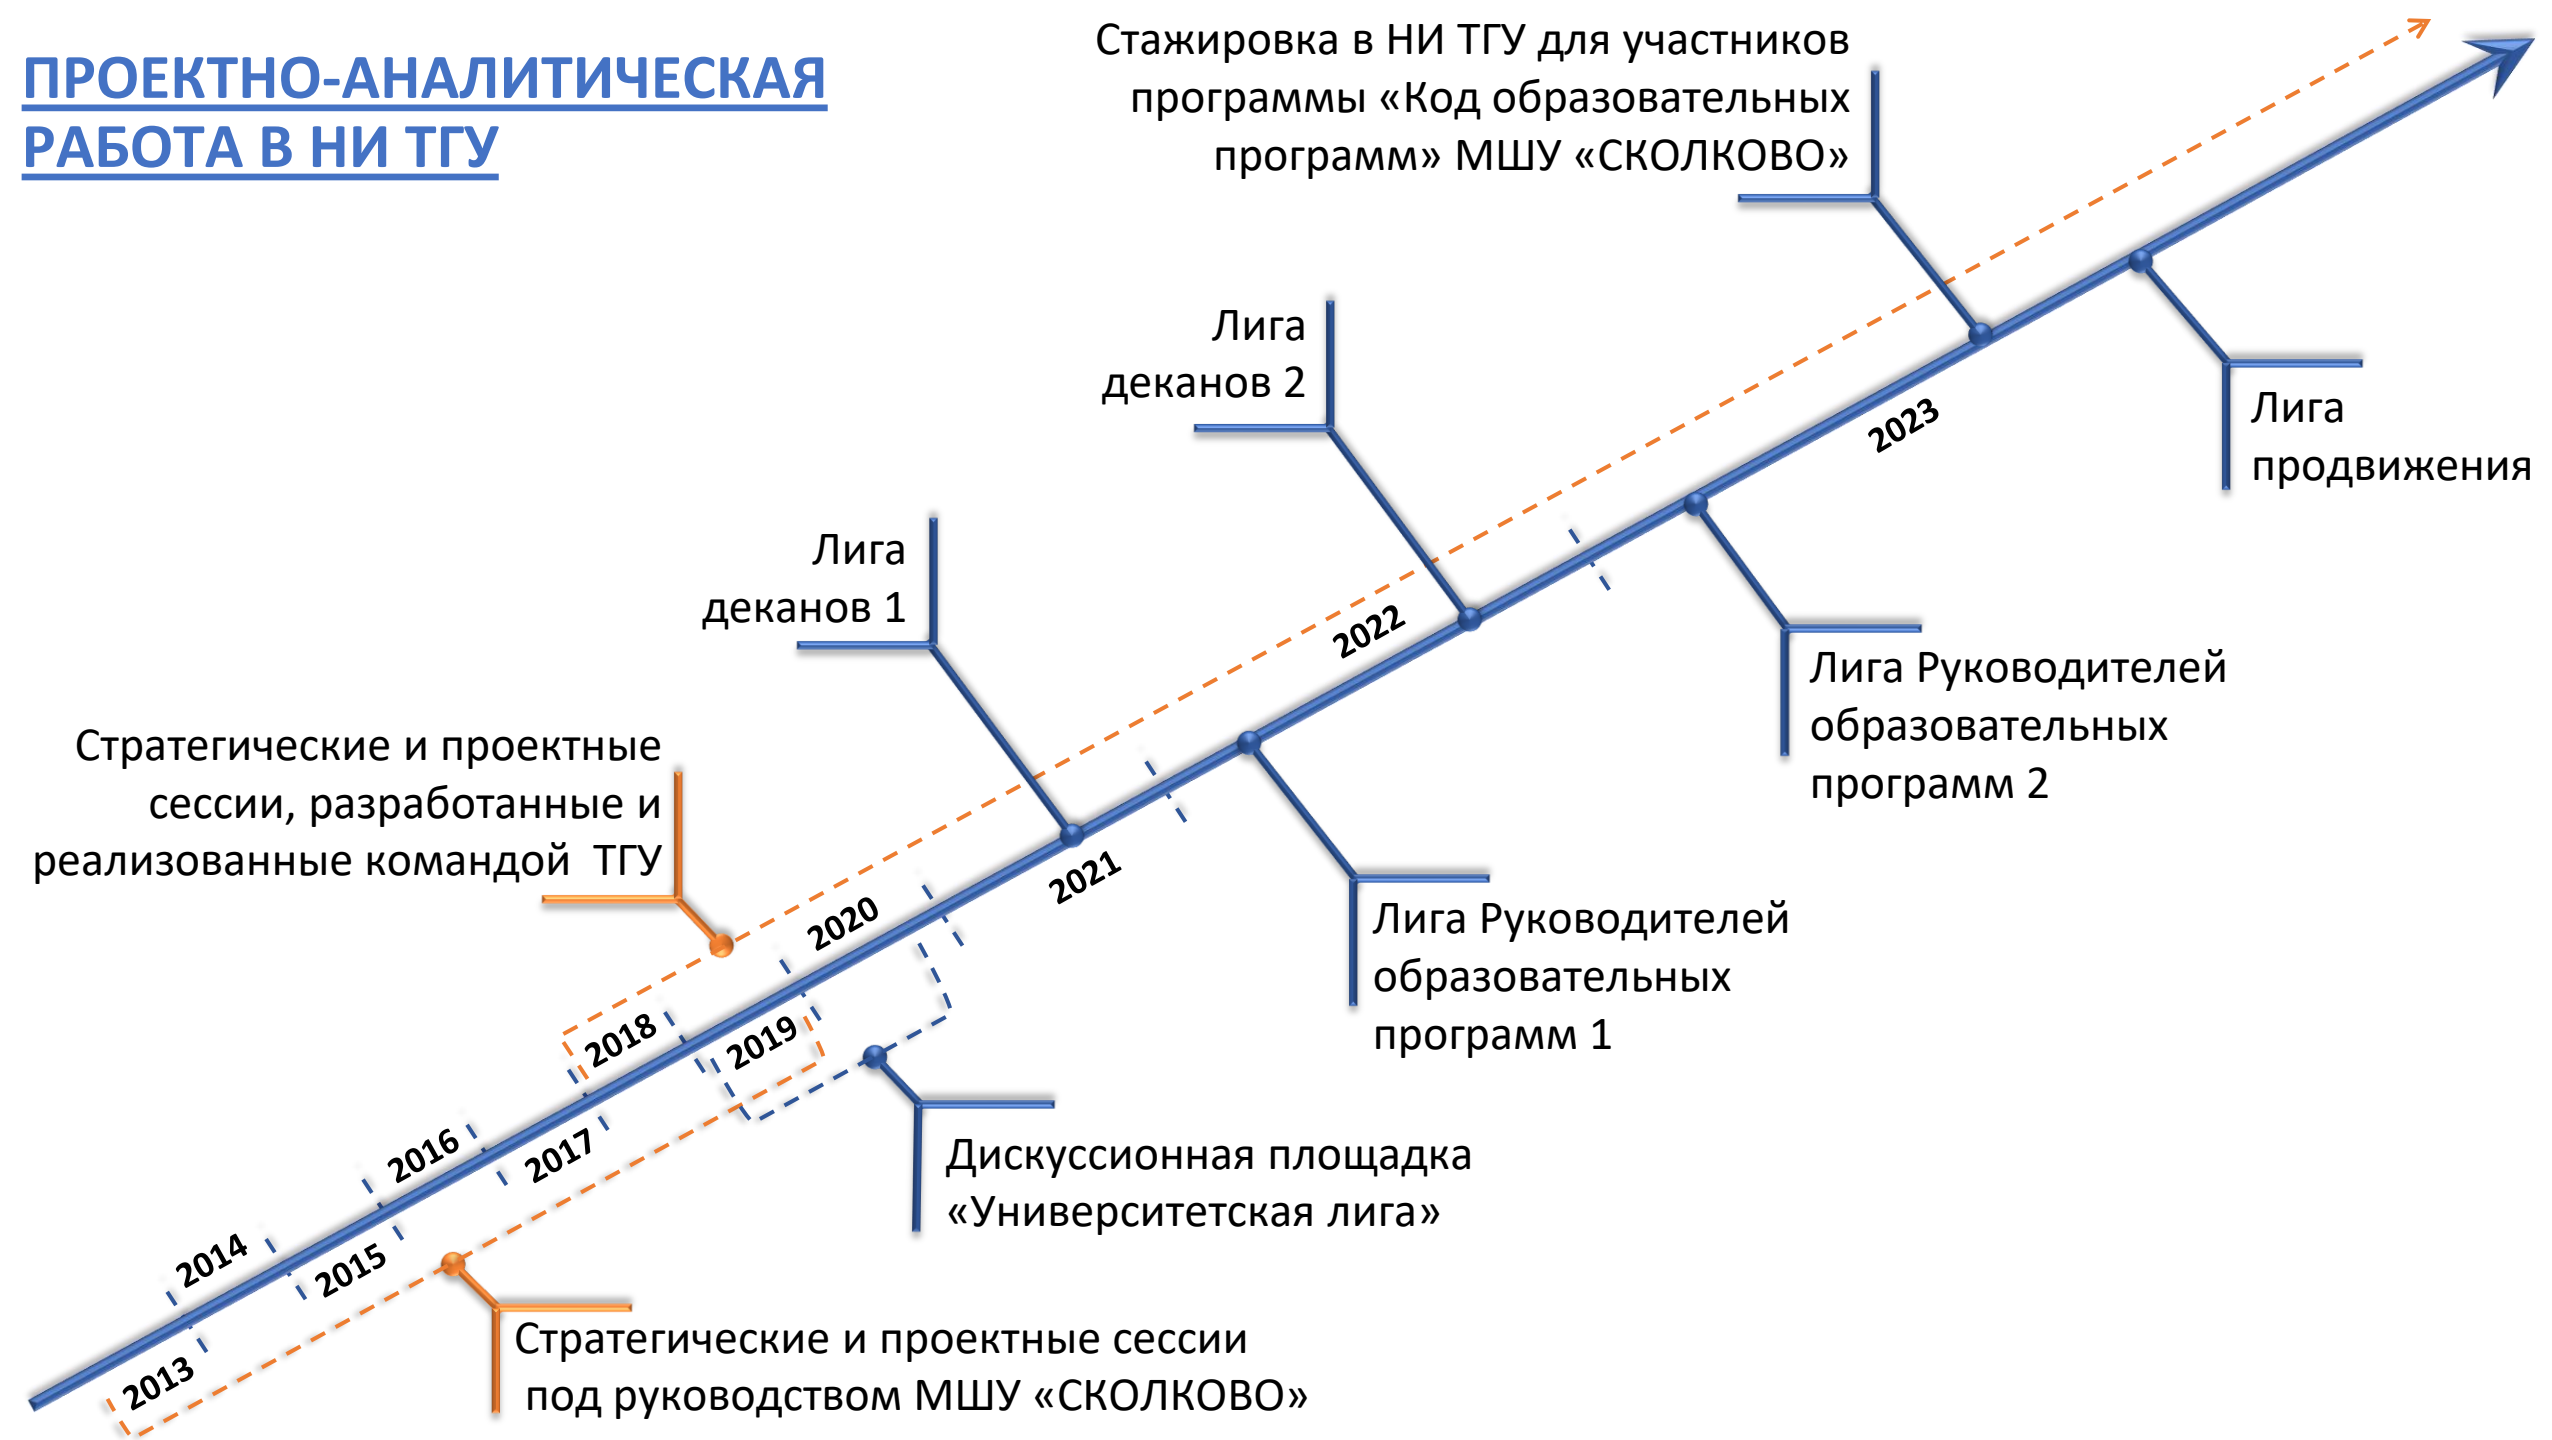 ПРОЕКТНО-АНАЛИТИЧЕСКАЯ
РАБОТА В НИ ТГУ
Стажировка в НИ ТГУ для участников
программы «Код образовательных
программ» МШУ «СКОЛКОВО»
Лига
деканов 2
2023
Лига
продвижения
Лига
деканов 1
2022
Лига Руководителей
образовательных
программ 2
Стратегические и проектные
сессии, разработанные и
реализованные командой ТГУ
2021
2020
Лига Руководителей
образовательных
программ 1
2018
2019
2016
2017
Дискуссионная площадка
«Университетская лига»
2014
2015
2013
Стратегические и проектные сессии
под руководством МШУ «СКОЛКОВО»